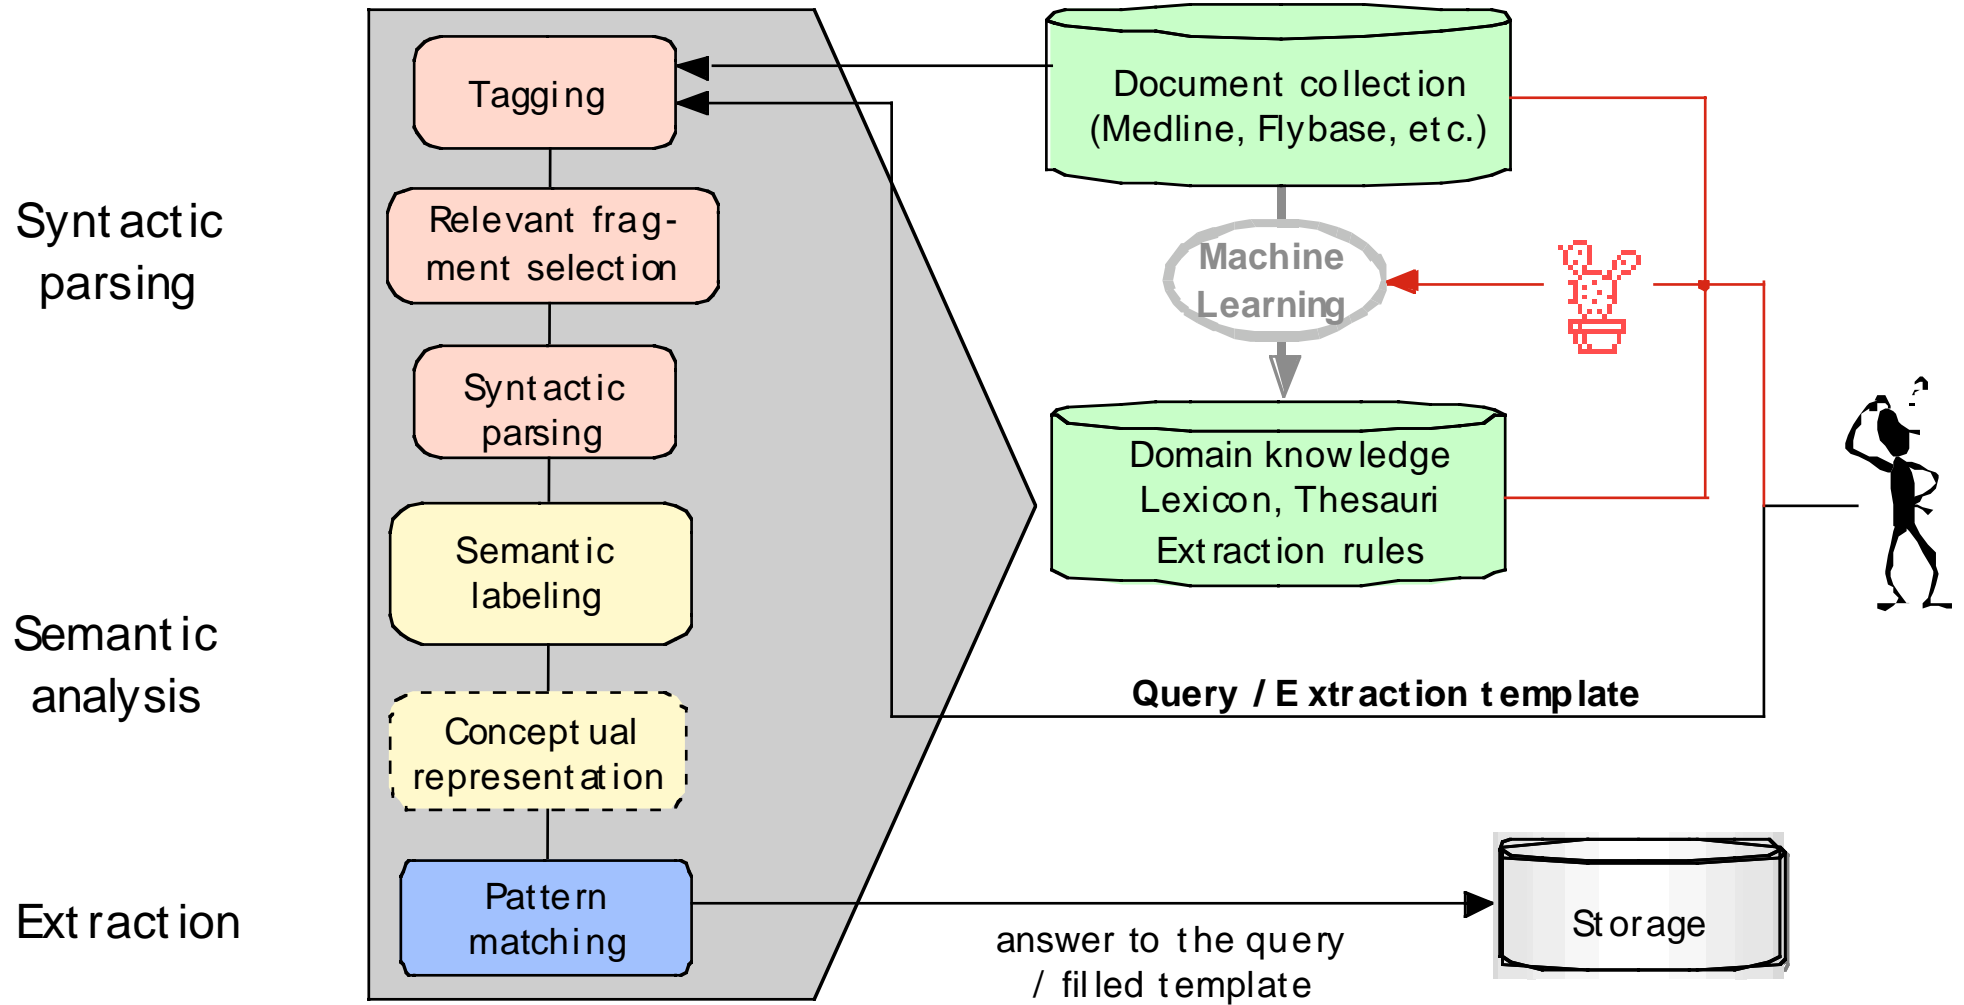 Syntactic
parsing
Semantic
analysis
Extraction
Tagging
Relevant frag-
ment selection
Syntactic
parsing
Semantic
labeling
Conceptual
representation
Pattern
matching
Document collection
(Medline, Flybase, etc.)
Machine
Learning
Domain knowledge
Lexicon, Thesauri
Extraction rules
?
Query / Extraction template
answer to the query
/ filled template
Storage